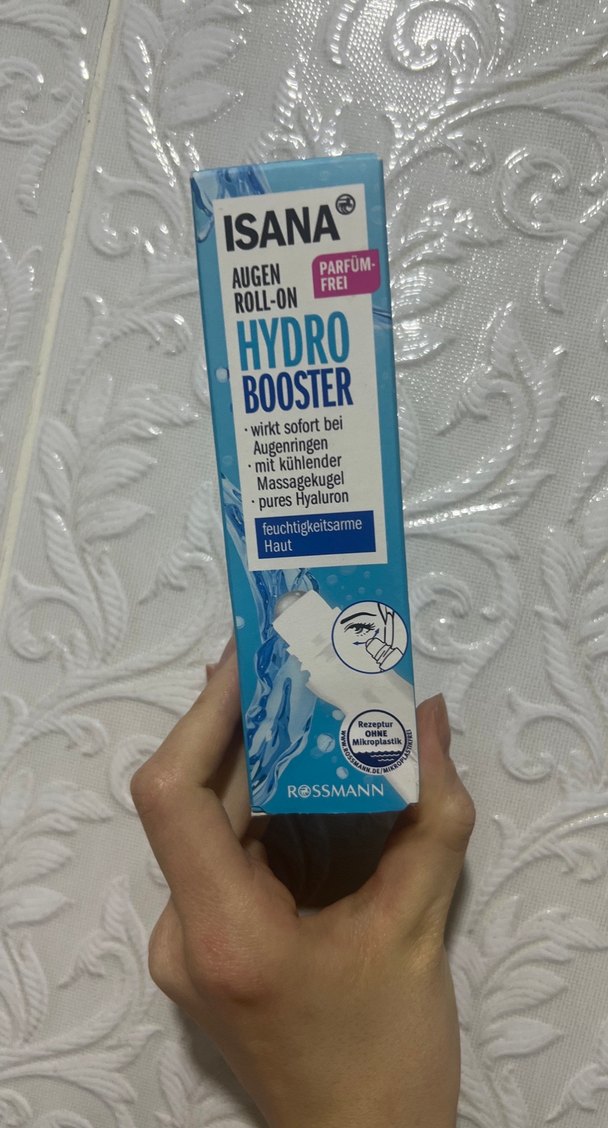 ISANA
AUGEN
ROLL-ON
PARFÜM-
FREI
HYDRO
BOOSTER
· wirkt sofort bei
Augenringen
· mit kühlender
Massagekugel
· pures Hyaluron
feuchtigkeitsarme
Haut
Rezeptur
OHNE
Mikroplastik
WWW.ROSSMANN.DE/MIKROPLASTIKFREI
ROSSMANN